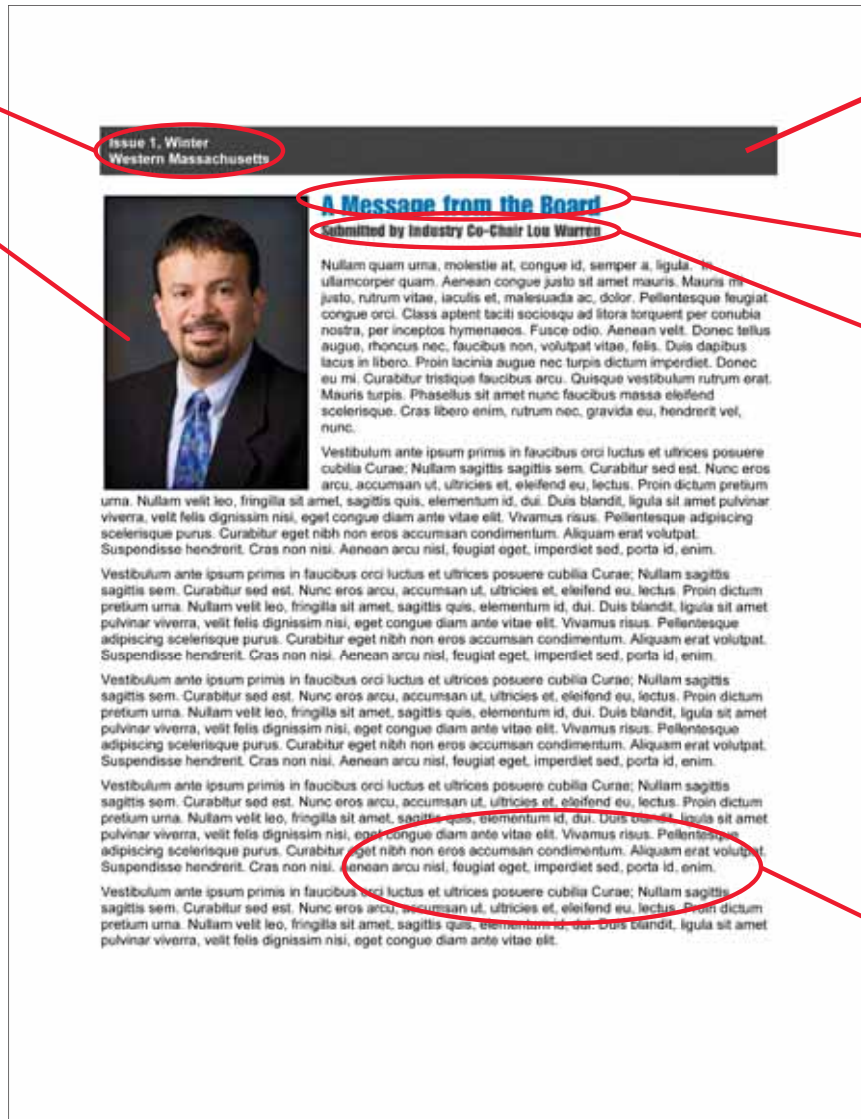 Issue 1, Winter
Western Massachusetts
A Message from the Board
Submitted by Industry Co-Chair Lou Warren
Nullam quam urna, molestie at, congue id, semper a, ligula. In
ullamcorper quam. Aenean congue justo sit amet mauris. Mauris mi
justo, rutrum vitae, iaculis et, malesuada ac, dolor. Pellentesque feugiat
congue orci. Class aptent taciti sociosqu ad litora torquent per conubia
nostra, per inceptos hymenaeos. Fusce odio. Aenean velit. Donec tellus
augue, rhoncus nec, faucibus non, volutpat vitae, felis. Duis dapibus
lacus in libero. Proin lacinia augue nec turpis dictum imperdiet. Donec
eu mi. Curabitur tristique faucibus arcu. Quisque vestibulum rutrum erat.
Mauris turpis. Phasellus sit amet nunc faucibus massa eleifend
scelerisque. Cras libero enim, rutrum nec, gravida eu, hendrerit vel,
nunc.
Vestibulum ante ipsum primis in faucibus orci luctus et ultrices posuere
cubilia Curae; Nullam sagittis sagittis sem. Curabitur sed est. Nunc eros
arcu, accumsan ut, ultricies et, eleifend eu, lectus. Proin dictum pretium
urna. Nullam velit leo, fringilla sit amet, sagittis quis, elementum id, dui. Duis blandit, ligula sit amet pulvinar
viverra, velit felis dignissim nisi, eget congue diam ante vitae elit. Vivamus risus. Pellentesque adipiscing
scelerisque purus. Curabitur eget nibh non eros accumsan condimentum. Aliquam erat volutpat.
Suspendisse hendrerit. Cras non nisi. Aenean arcu nisl, feugiat eget, imperdiet sed, porta id, enim.
Vestibulum ante ipsum primis in faucibus orci luctus et ultrices posuere cubilia Curae; Nullam sagittis
sagittis sem. Curabitur sed est. Nunc eros arcu, accumsan ut, ultricies et, eleifend eu, lectus. Proin dictum
pretium urna. Nullam velit leo, fringilla sit amet, sagittis quis, elementum id, dui. Duis blandit, ligula sit amet
pulvinar viverra, velit felis dignissim nisi, eget congue diam ante vitae elit. Vivamus risus. Pellentesque
adipiscing scelerisque purus. Curabitur eget nibh non eros accumsan condimentum. Aliquam erat volutpat.
Suspendisse hendrerit. Cras non nisi. Aenean arcu nisl, feugiat eget, imperdiet sed, porta id, enim.
Vestibulum ante ipsum primis in faucibus orci luctus et ultrices posuere cubilia Curae; Nullam sagittis
sagittis sem. Curabitur sed est. Nunc eros arcu, accumsan ut, ultricies et, eleifend eu, lectus. Proin dictum
pretium urna. Nullam velit leo, fringilla sit amet, sagittis quis, elementum id, dui. Duis blandit, ligula sit amet
pulvinar viverra, velit felis dignissim nisi, eget congue diam ante vitae elit. Vivamus risus. Pellentesque
adipiscing scelerisque purus. Curabitur eget nibh non eros accumsan condimentum. Aliquam erat volutpat.
Suspendisse hendrerit. Cras non nisi. Aenean arcu nisl, feugiat eget, imperdiet sed, porta id, enim.
Vestibulum ante ipsum primis in faucibus orci luctus et ultrices posuere cubilia Curae; Nullam sagittis
sagittis sem. Curabitur sed est. Nunc eros arcu, accumsan ut, ultricies et, eleifend eu, lectus. Proin dictum
pretium urna. Nullam velit leo, fringilla sit amet, sagittis quis, elementum id, dui. Duis blandit, ligula sit amet
pulvinar viverra, velit felis dignissim nisi, eget congue diam ante vitae elit. Vivamus risus. Pellentesque
adipiscing scelerisque purus. Curabitur eget nibh non eros accumsan condimentum. Aliquam erat volutpat.
Suspendisse hendrerit. Cras non nisi. Aenean arcu nisl, feugiat eget, imperdiet sed, porta id, enim.
Vestibulum ante ipsum primis in faucibus orci luctus et ultrices posuere cubilia Curae; Nullam sagittis
sagittis sem. Curabitur sed est. Nunc eros arcu, accumsan ut, ultricies et, eleifend eu, lectus. Proin dictum
pretium urna. Nullam velit leo, fringilla sit amet, sagittis quis, elementum id, dui. Duis blandit, ligula sit amet
pulvinar viverra, velit felis dignissim nisi, eget congue diam ante vitae elit.